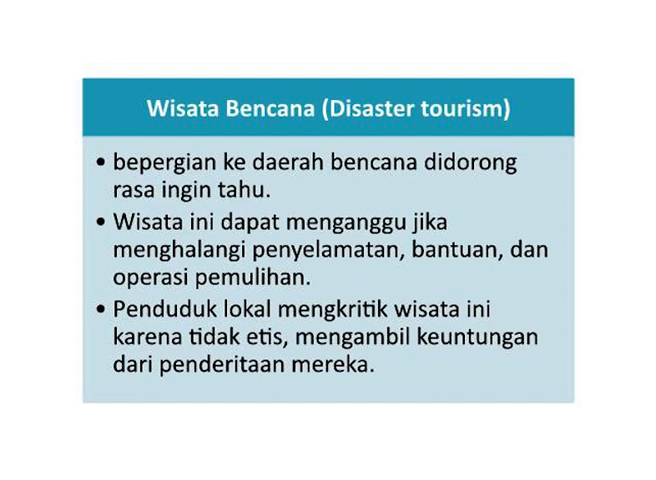 Wisata Bencana (Disaster tourism)
• bepergian ke daerah bencana didorong
rasa ingin tahu.
• Wisata ini dapat menganggu jika
menghalangi penyelamatan, bantuan, dan
operasi pemulihan.
• Penduduk lokal mengkritik wisata ini
karena tidak etis, mengambil keuntungan
dari penderitaan mereka.